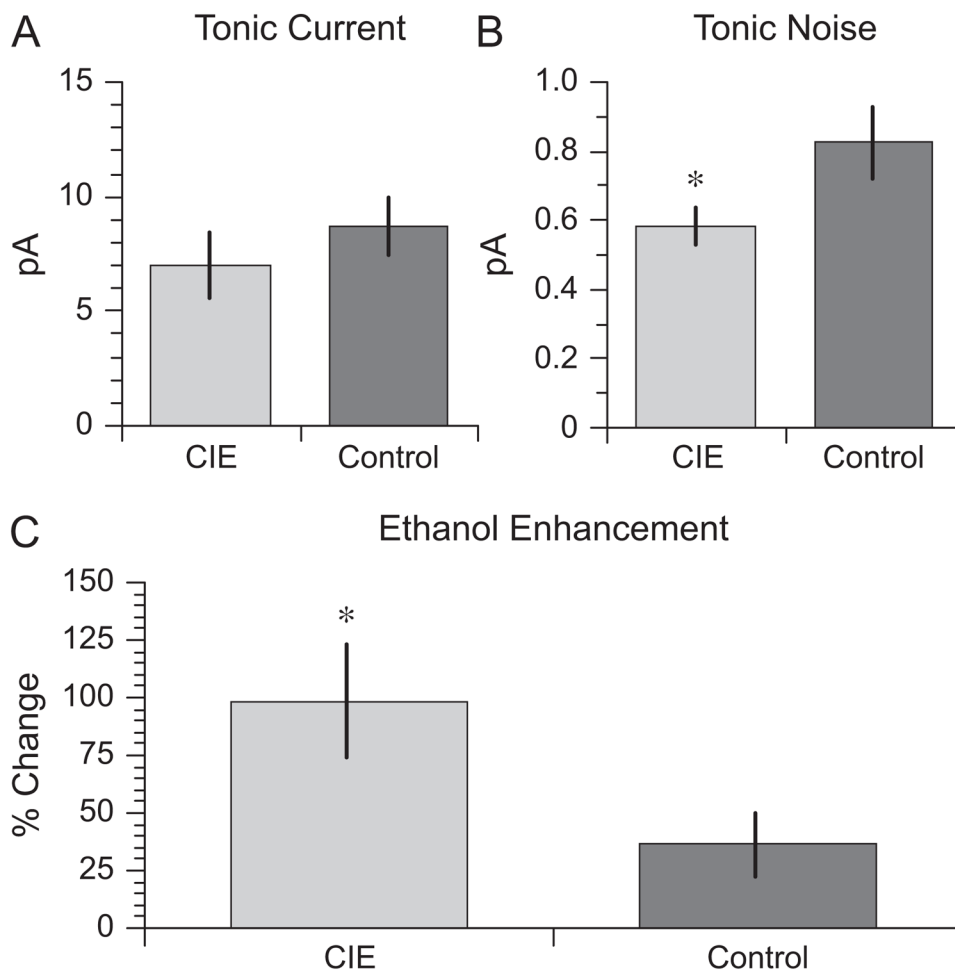 A Tonic Current
15
10
5
0
pA
CIE Control
B Tonic Noise
1.0
0.8
0.6
0.4
0.2
0
pA
*
CIE Control
C Ethanol Enhancement
150
125
100
75
50
25
0
% Change
*
CIE Control